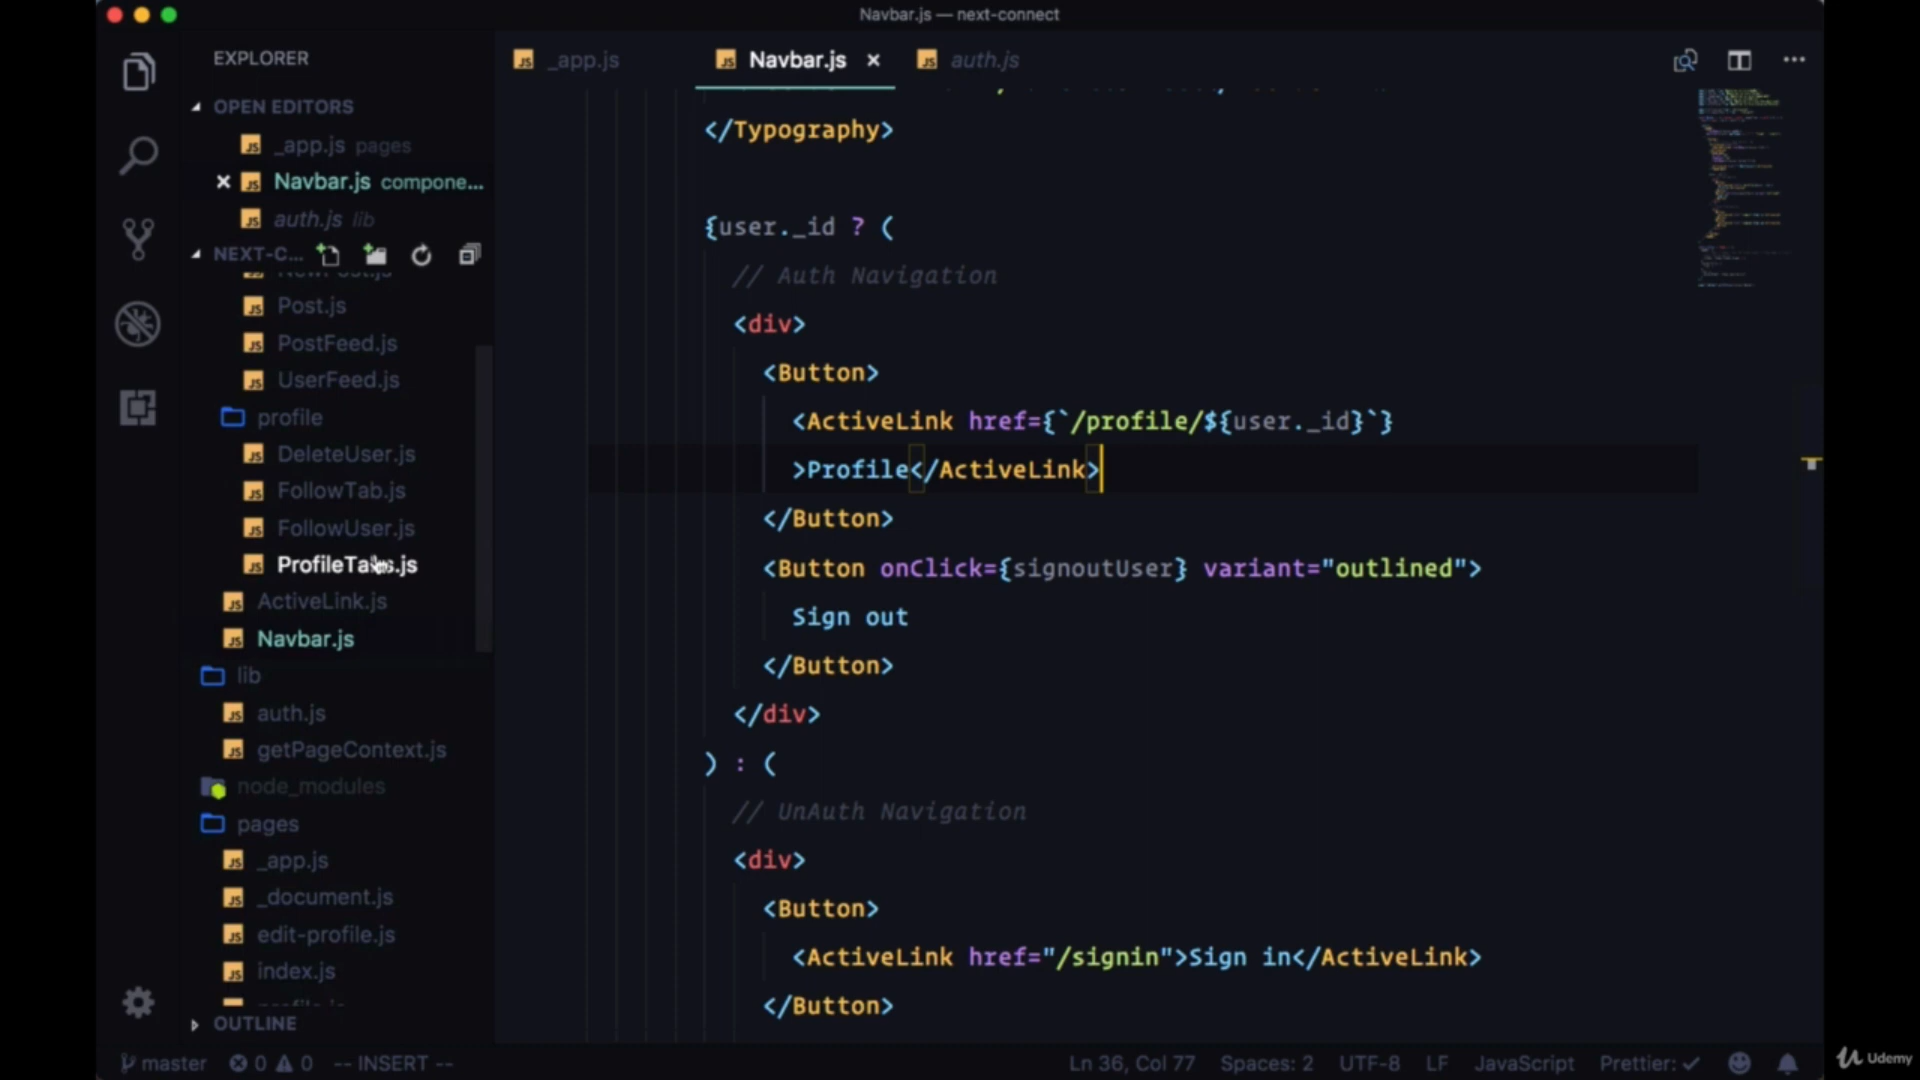 Navbar.js — next-connect
EXPLORER
OPEN EDITORS
_app.js pages
Navbar.js compone...
auth.js lib
NEXT-C...
NewPost.js
Post.js
PostFeed.js
UserFeed.js
profile
DeleteUser.js
FollowTab.js
FollowUser.js
ProfileTabs.js
ActiveLink.js
Navbar.js
lib
auth.js
getPageContext.js
node_modules
pages
_app.js
_document.js
edit-profile.js
index.js
profile.js
OUTLINE
_app.js
Navbar.js
auth.js
</Typography>
{user._id ? (
// Auth Navigation
<div>
<Button>
<ActiveLink href={`/profile/${user._id}`}
>Profile</ActiveLink>
</Button>
<Button onClick={signoutUser} variant="outlined">
Sign out
</Button>
</div>
) : (
// UnAuth Navigation
<div>
<Button>
<ActiveLink href="/signin">Sign in</ActiveLink>
</Button>
master 0 0 -- INSERT --
Ln 36, Col 77 Spaces: 2 UTF-8 LF JavaScript Prettier: ✓
Udemy